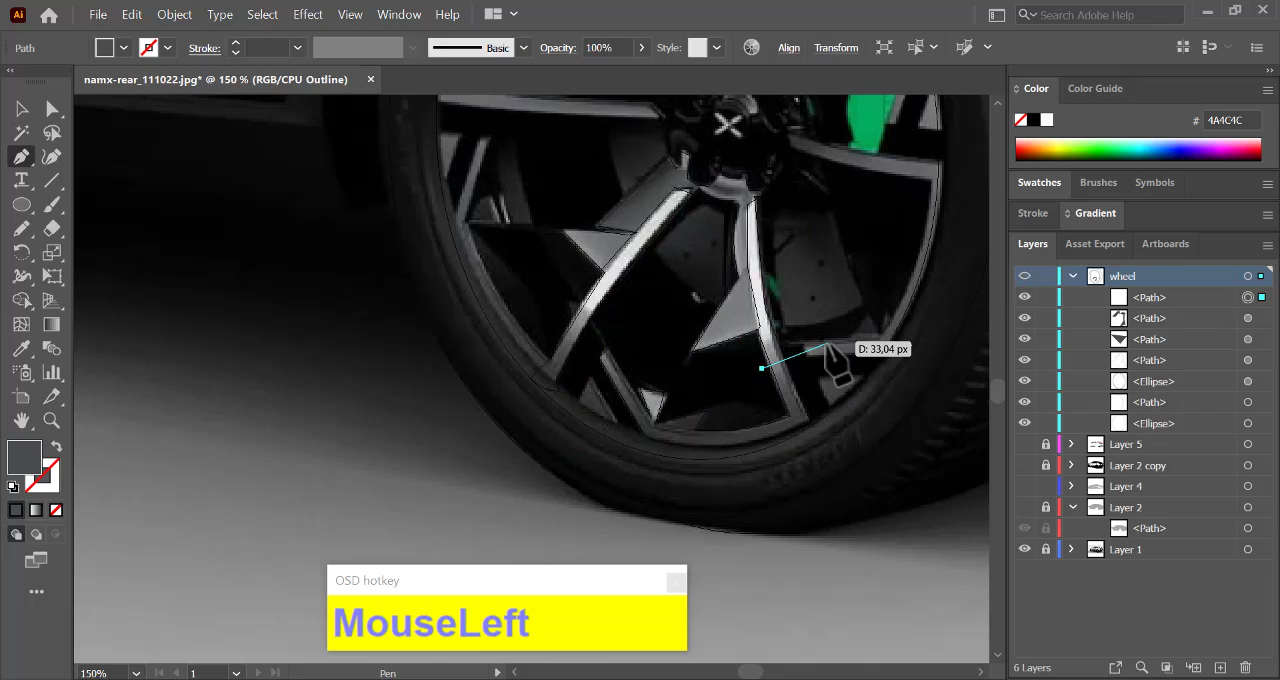 Ai File Edit Object Type Select Effect View Window Help Search Adobe Help
Path Stroke: Basic Opacity: 100% Style: Align Transform
namx-rear_111022.jpg* @ 150 % (RGB/CPU Outline)
Color Color Guide
# 4A4C4C
Swatches Brushes Symbols
Stroke Gradient
Layers Asset Export Artboards
wheel
<Path>
<Path>
<Path>
<Path>
<Ellipse>
<Path>
<Ellipse>
Layer 5
Layer 2 copy
Layer 4
Layer 2
<Path>
Layer 1
D: 33,04 px
OSD hotkey
MouseLeft
150% 1 Pen
6 Layers